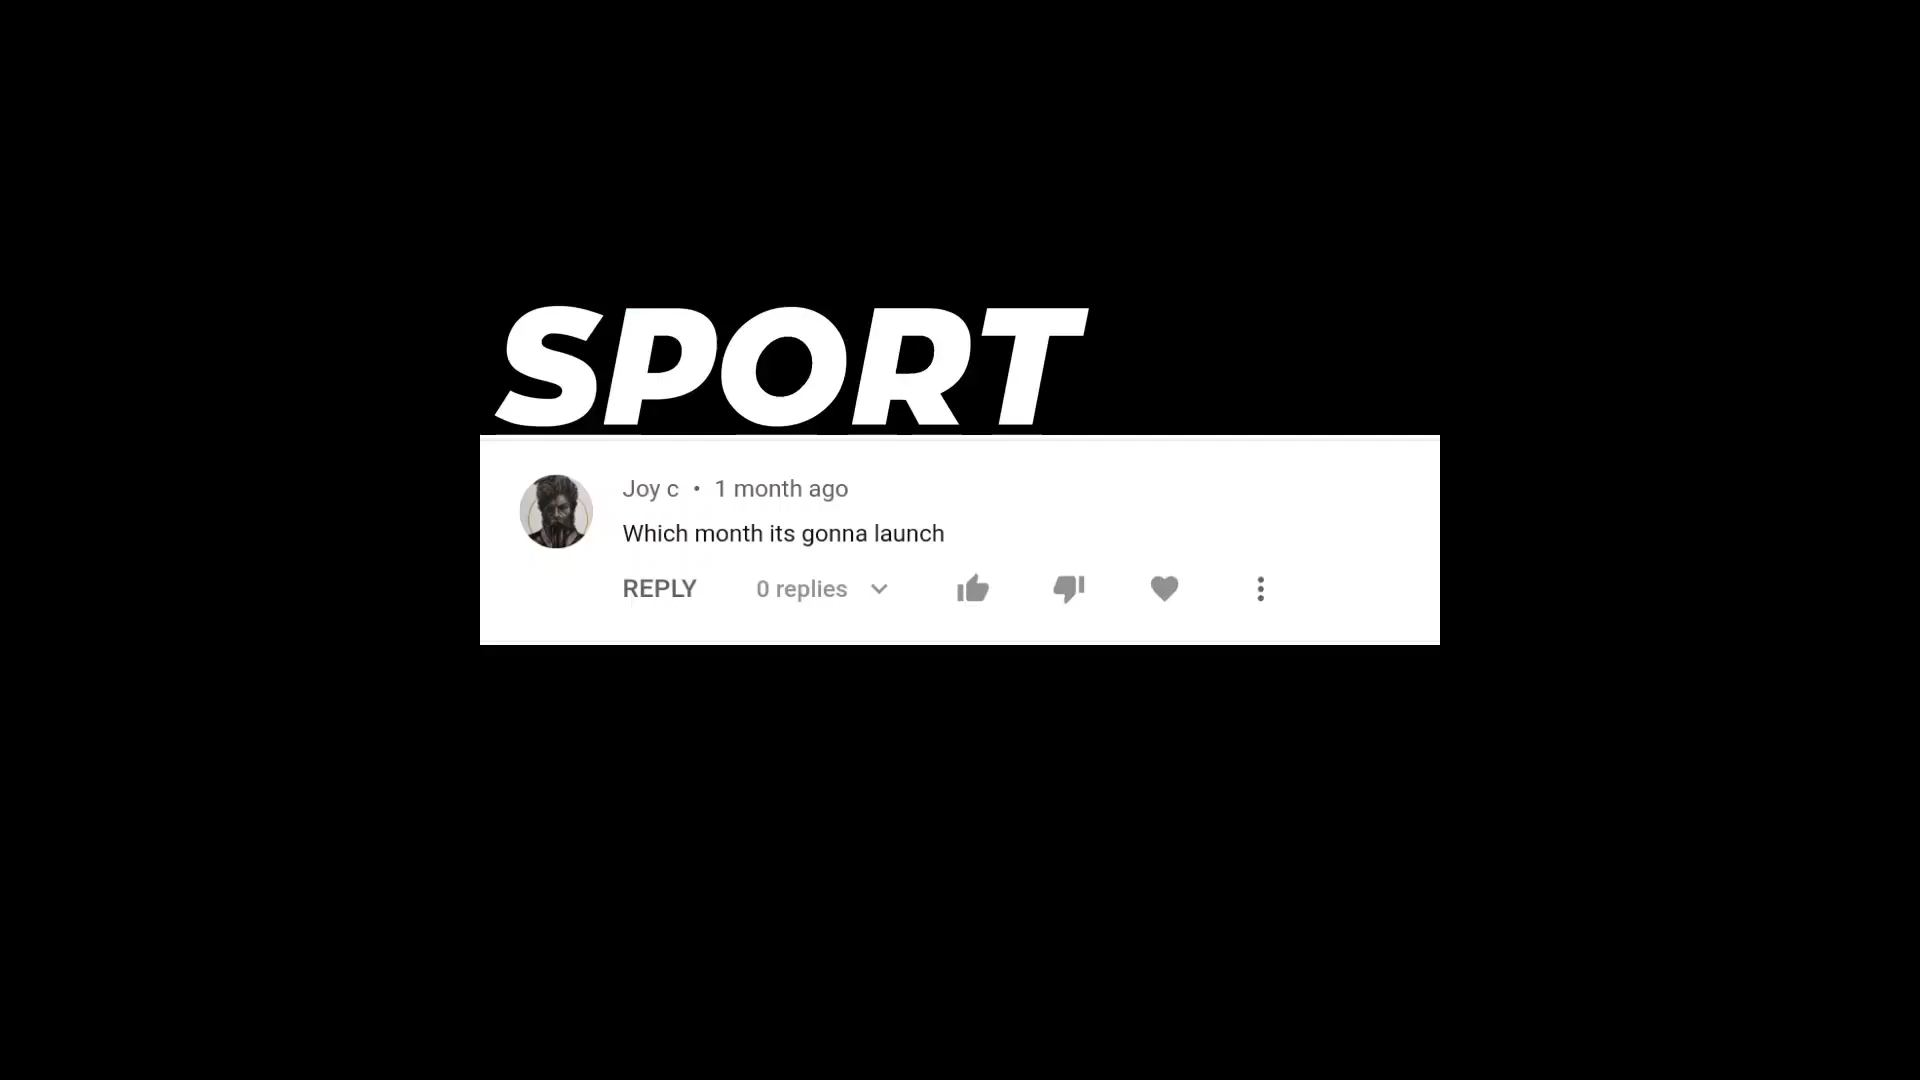 SPORT
Joy c • 1 month ago
Which month its gonna launch
REPLY 0 replies